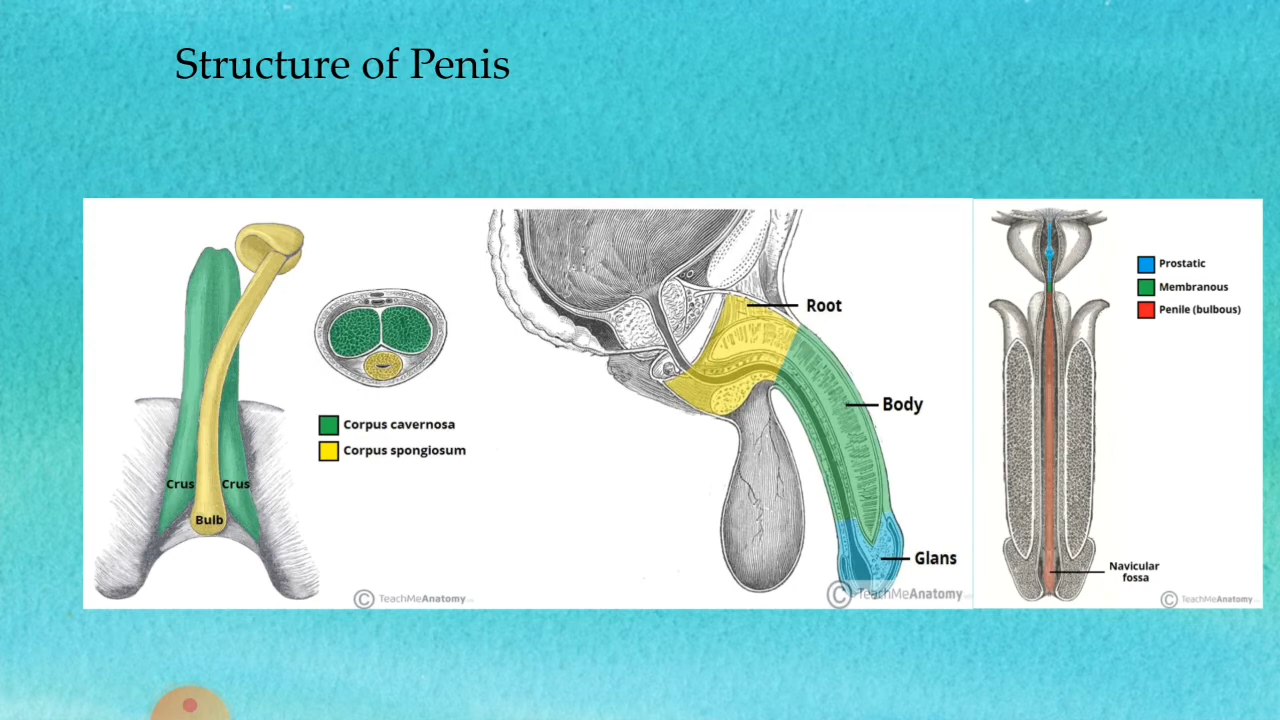 Structure of Penis
Corpus cavernosa
Corpus spongiosum
Crus
Crus
Bulb
© TeachMeAnatomy
Root
Body
Glans
© TeachMeAnatomy
Prostatic
Membranous
Penile (bulbous)
Navicular
fossa
© TeachMeAnatomy